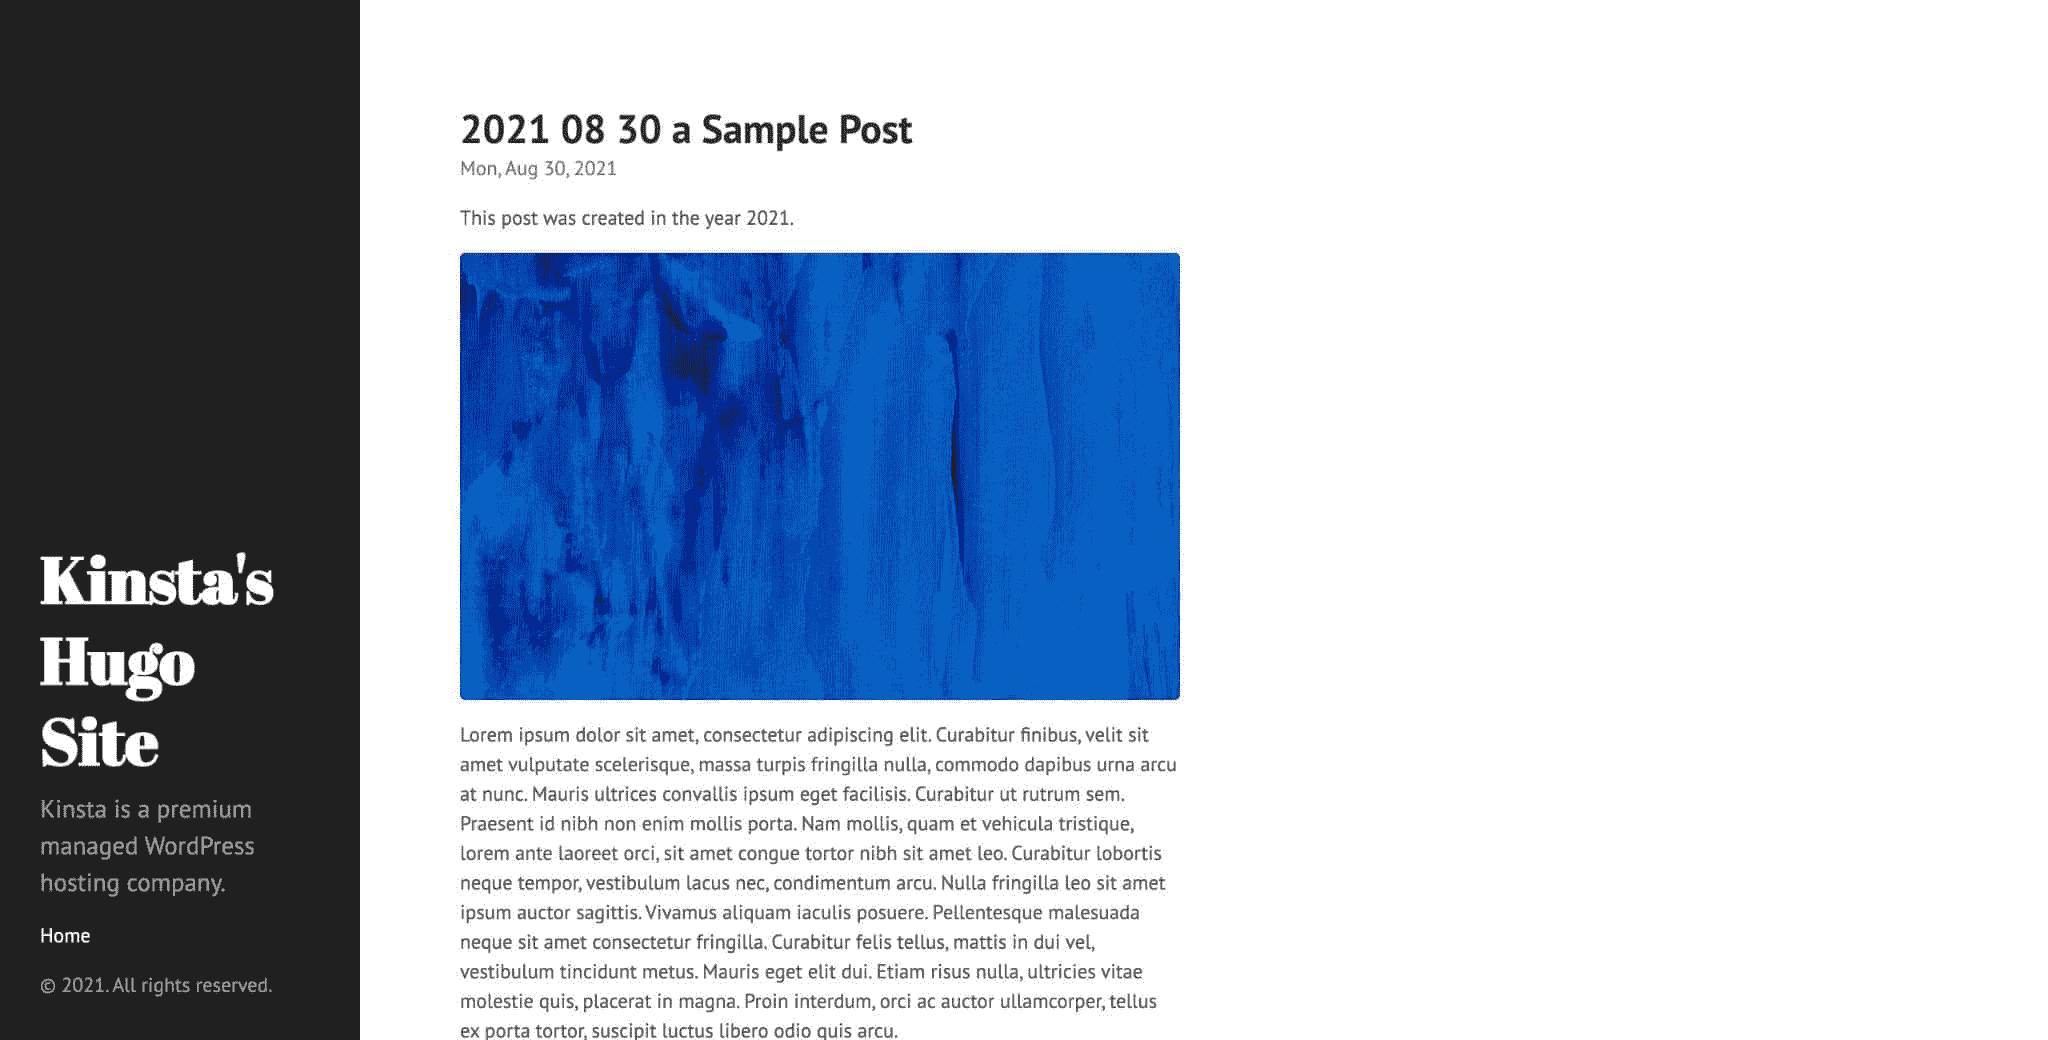 Kinsta's
Hugo
Site
Kinsta is a premium
managed WordPress
hosting company.
Home
© 2021. All rights reserved.
2021 08 30 a Sample Post
Mon, Aug 30, 2021
This post was created in the year 2021.
Lorem ipsum dolor sit amet, consectetur adipiscing elit. Curabitur finibus, velit sit
amet vulputate scelerisque, massa turpis fringilla nulla, commodo dapibus urna arcu
at nunc. Mauris ultrices convallis ipsum eget facilisis. Curabitur ut rutrum sem.
Praesent id nibh non enim mollis porta. Nam mollis, quam et vehicula tristique,
lorem ante laoreet orci, sit amet congue tortor nibh sit amet leo. Curabitur lobortis
neque tempor, vestibulum lacus nec, condimentum arcu. Nulla fringilla leo sit amet
ipsum auctor sagittis. Vivamus aliquam iaculis posuere. Pellentesque malesuada
neque sit amet consectetur fringilla. Curabitur felis tellus, mattis in dui vel,
vestibulum tincidunt metus. Mauris eget elit dui. Etiam risus nulla, ultricies vitae
molestie quis, placerat in magna. Proin interdum, orci ac auctor ullamcorper, tellus
ex porta tortor, suscipit luctus libero odio quis arcu.